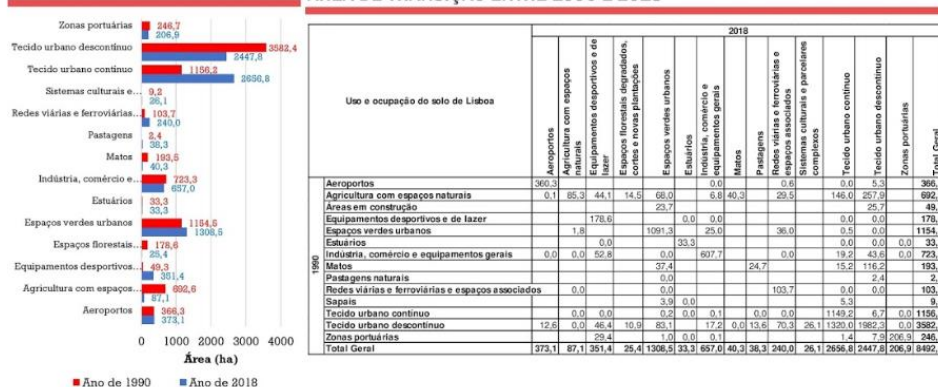 Zonas portuárias 246,7
206,9
Tecido urbano descontínuo 3582,4
2447,8
Tecido urbano contínuo 1156,2
2656,8
Sistemas culturais e... 9,2
26,1
Redes viárias e ferroviárias... 103,7
240,0
Pastagens 2,4
38,3
Matos 193,5
40,3
Indústria, comércio e... 723,3
657,0
Estuários 33,3
33,3
Espaços verdes urbanos 1154,5
1308,5
Espaços florestais... 178,6
25,4
Equipamentos desportivos... 49,3
351,4
Agricultura com espaços... 692,6
87,1
Aeroportos 366,3
373,1
0 1000 2000 3000 4000
Área (ha)
Ano de 1990 Ano de 2018
2018
Uso e ocupação do solo de Lisboa
Aeroportos
Agricultura com espaços naturais
Equipamentos desportivos e de lazer
Espaços florestais degradados, cortes e novas plantações
Espaços verdes urbanos
Estuários
Indústria, comércio e equipamentos gerais
Matos
Pastagens
Redes viárias e ferroviárias e espaços associados
Sistemas culturais e parcelares complexos
Tecido urbano contínuo
Tecido urbano descontínuo
Zonas portuárias
Total Geral
1990
Aeroportos 360,3 0,0 0,6 0,0 5,3 366,
Agricultura com espaços naturais 0,1 85,3 44,1 14,5 68,0 6,8 40,3 29,5 146,0 257,9 692,
Áreas em construção 23,7 25,7 49,
Equipamentos desportivos e de lazer 178,6 0,0 0,0 0,0 0,0 178,
Espaços verdes urbanos 1,8 1091,3 25,0 36,0 0,5 0,0 1154,
Estuários 0,0 33,3 0,0 0,0 0,0 33,
Indústria, comércio e equipamentos gerais 0,0 0,0 52,8 0,0 607,7 0,0 19,2 43,6 0,0 723,
Matos 37,4 24,7 15,2 116,2 193,
Pastagens naturais 0,0 2,4 2,
Redes viárias e ferroviárias e espaços associados 0,0 0,0 103,7 0,0 0,0 103,
Sapais 3,9 0,0 5,3 9,
Tecido urbano contínuo 0,0 0,0 0,2 0,0 0,1 0,0 0,0 1149,2 6,7 0,0 1156,
Tecido urbano descontínuo 12,6 0,0 46,4 10,9 83,1 17,2 0,0 13,6 70,3 26,1 1320,0 1982,3 0,0 3582,
Zonas portuárias 29,4 1,0 0,0 0,1 1,4 7,9 206,9 246,
Total Geral 373,1 87,1 351,4 25,4 1308,5 33,3 657,0 40,3 38,3 240,0 26,1 2656,8 2447,8 206,9 8492,